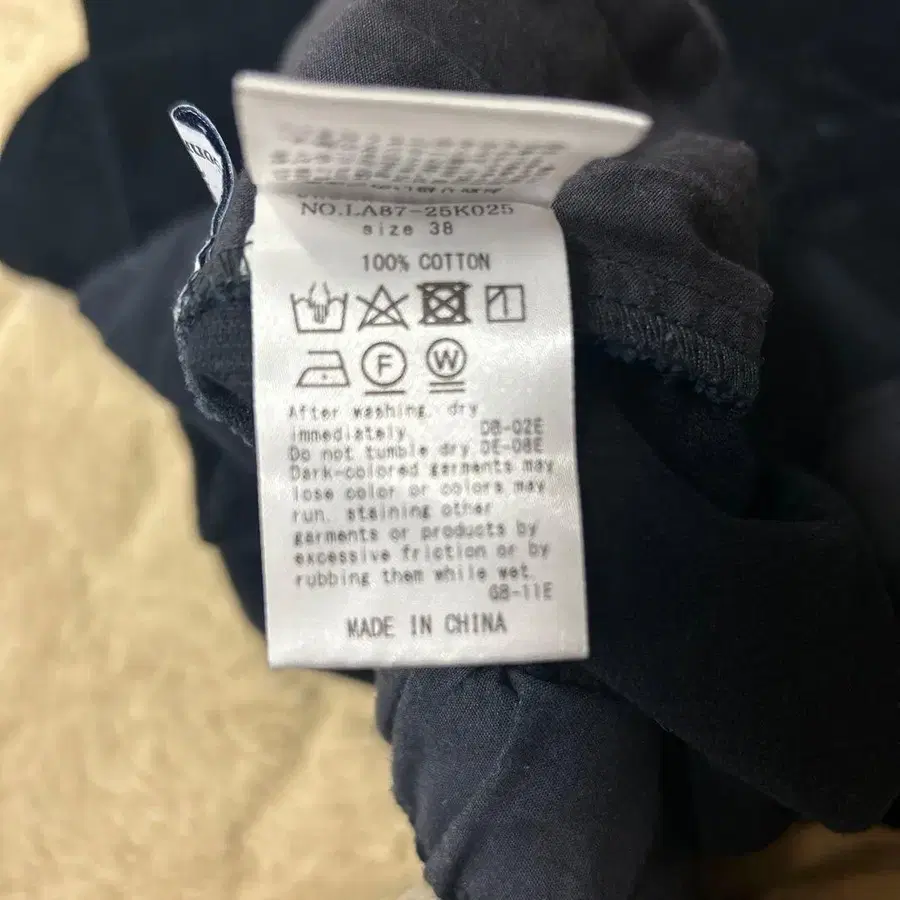 NO.LA87-25K025
size 38
100% COTTON
F W
After washing, dry
immediately DB-02E
Do not tumble dry DE-08E
Dark-colored garments may
lose color or colors may
run, staining other
garments or products by
excessive friction or by
rubbing them while wet.
GB-11E
MADE IN CHINA